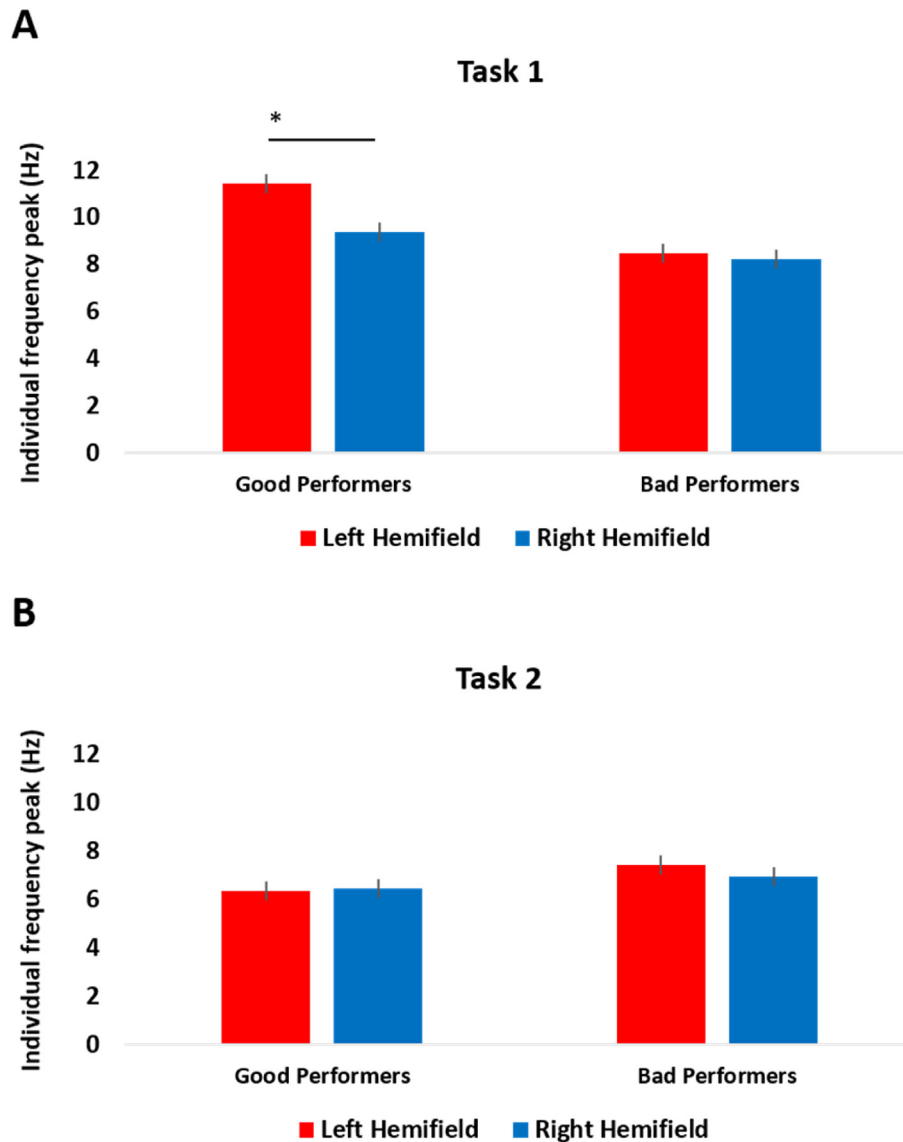 A
Task 1
*
Individual frequency peak (Hz)
12
10
8
6
4
2
0
Good Performers
Bad Performers
Left Hemifield
Right Hemifield
B
Task 2
Individual frequency peak (Hz)
12
10
8
6
4
2
0
Good Performers
Bad Performers
Left Hemifield
Right Hemifield